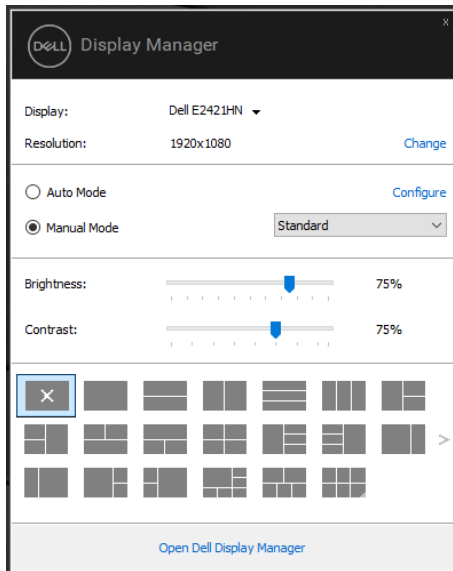 x
DELL Display Manager
Display: Dell E2421HN
Resolution: 1920x1080 Change
Auto Mode Configure
Manual Mode Standard
Brightness: 75%
Contrast: 75%
Open Dell Display Manager